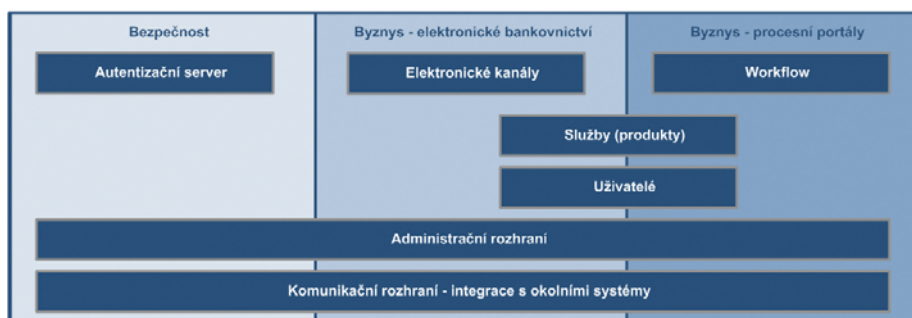 Bezpečnost
Byznys - elektronické bankovnictví
Byznys - procesní portály
Autentizační server
Elektronické kanály
Workflow
Služby (produkty)
Uživatelé
Administrační rozhraní
Komunikační rozhraní - integrace s okolními systémy